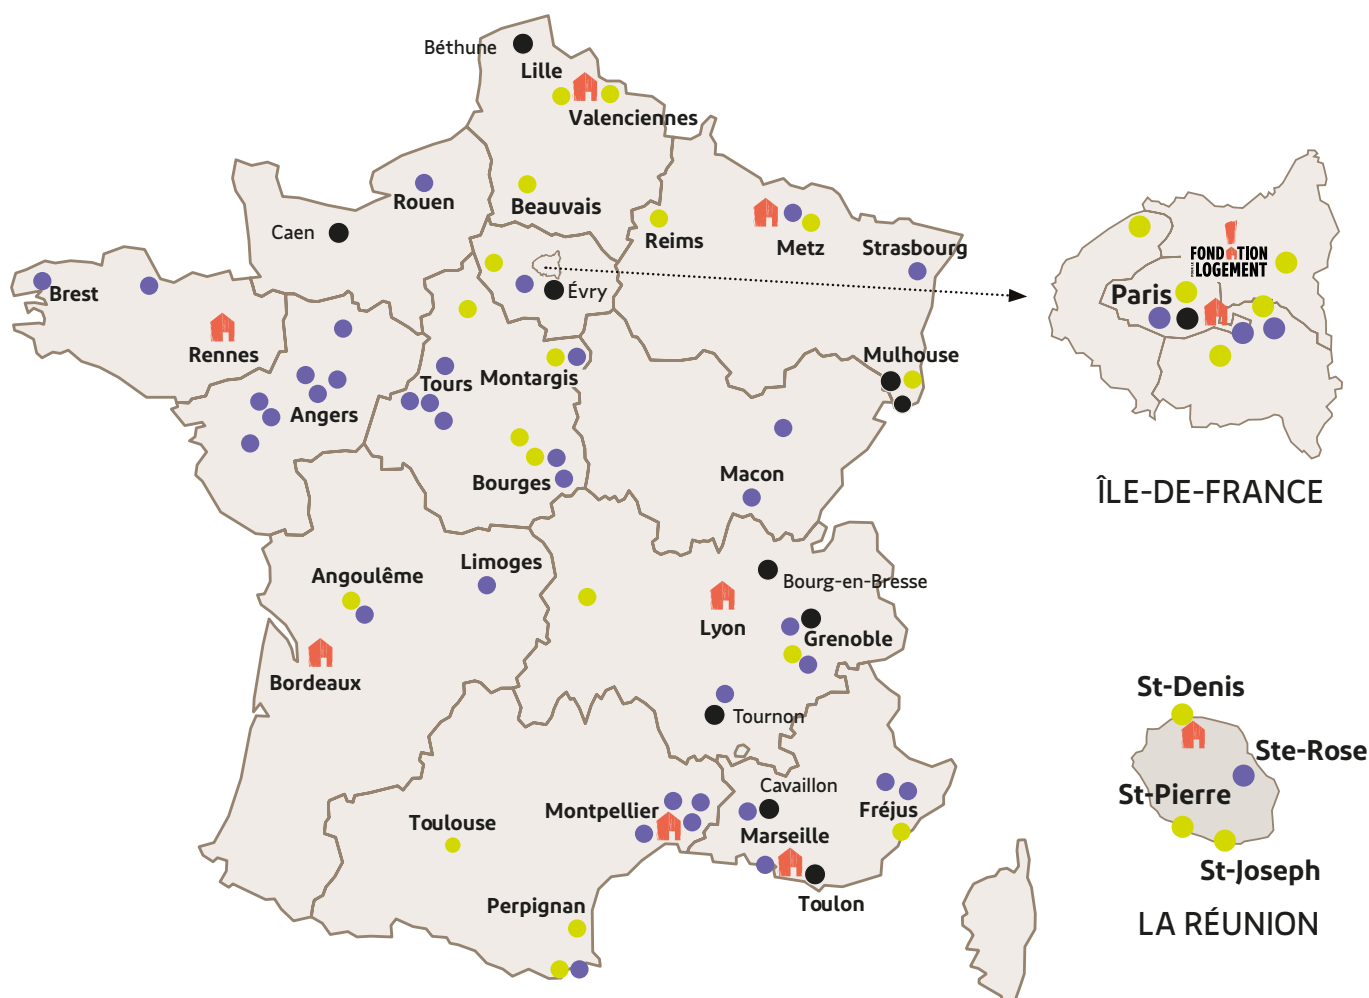 Béthune
Lille
Valenciennes
Rouen
Beauvais
Caen
Reims
Metz
Strasbourg
Brest
Évry
Rennes
Mulhouse
Tours
Montargis
Angers
Macon
Bourges
Limoges
Angoulême
Bourg-en-Bresse
Lyon
Grenoble
Bordeaux
Tournon
Cavaillon
Montpellier
Fréjus
Toulouse
Marseille
Perpignan
Toulon
FONDATION
LOGEMENT
Paris
ÎLE-DE-FRANCE
St-Denis
Ste-Rose
St-Pierre
St-Joseph
LA RÉUNION